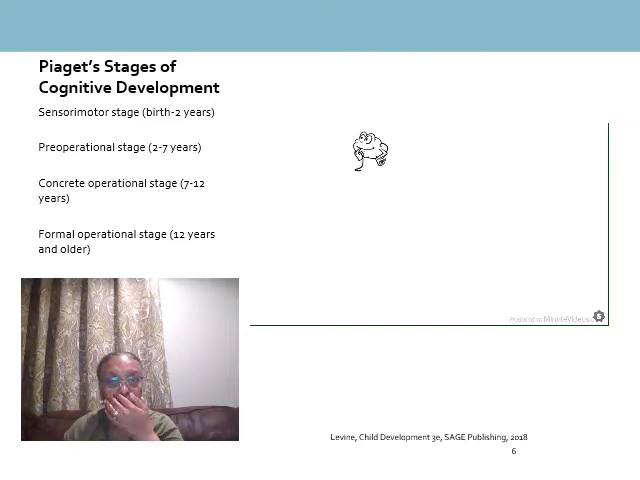 Piaget's Stages of
Cognitive Development
Sensorimotor stage (birth-2 years)
Preoperational stage (2-7 years)
Concrete operational stage (7-12
years)
Formal operational stage (12 years
and older)
MinuteVideos
Levine, Child Development 3e, SAGE Publishing, 2018
6